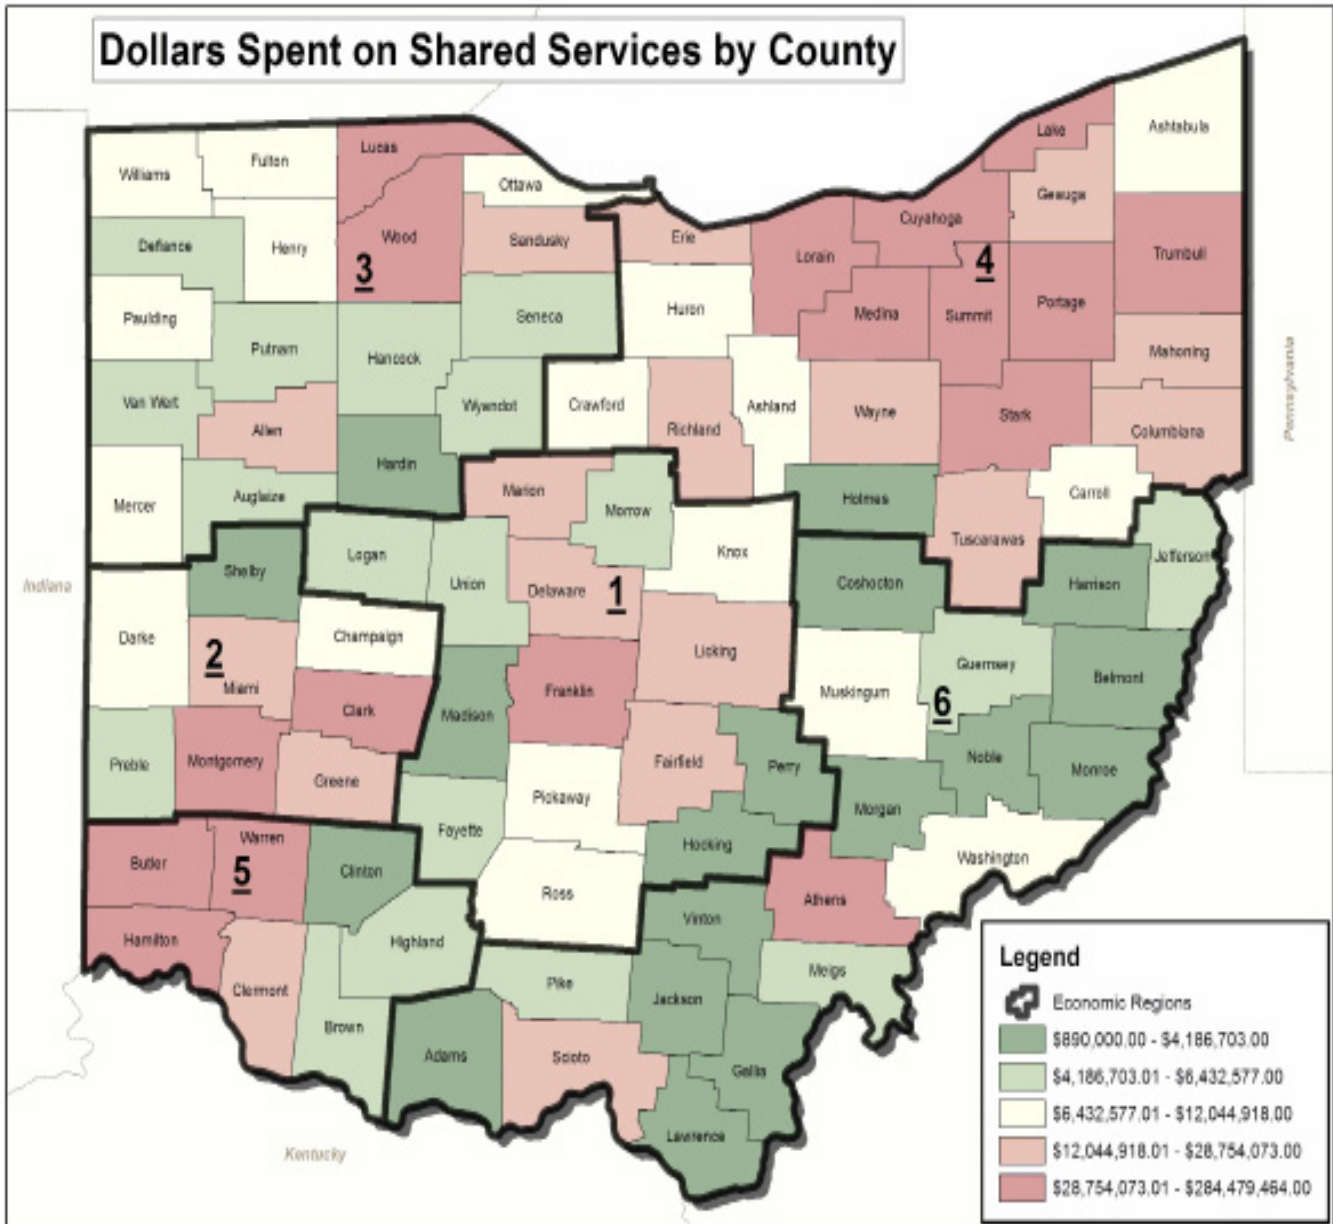 Dollars Spent on Shared Services by County
Ashtabula
Lake
Lucas
Fulton
Williams
Ottawa
Geauga
Cuyahoga
Defiance
Henry
Wood
Sandusky
Erie
Lorain
4
Trumbull
3
Paulding
Seneca
Huron
Medina
Summit
Portage
Putnam
Hancock
Mahoning
Van Wert
Wyandot
Crawford
Ashland
Wayne
Stark
Allen
Richland
Columbiana
Pennsylvania
Hardin
Mercer
Auglaize
Marion
Morrow
Holmes
Carroll
Logan
Knox
Tuscarawas
Jefferson
Indiana
Shelby
Union
Delaware
1
Coshocton
Harrison
Darke
Champaign
2
Miami
Licking
Guernsey
Belmont
Clark
Franklin
Muskingum
6
Madison
Preble
Montgomery
Greene
Fairfield
Perry
Noble
Monroe
Pickaway
Morgan
Fayette
Warren
Hocking
Butler
5
Clinton
Washington
Ross
Athens
Vinton
Hamilton
Highland
Meigs
Clermont
Pike
Jackson
Brown
Adams
Scioto
Gallia
Lawrence
Kentucky
Legend
Economic Regions
$890,000.00 - $4,186,703.00
$4,186,703.01 - $6,432,577.00
$6,432,577.01 - $12,044,918.00
$12,044,918.01 - $28,754,073.00
$28,754,073.01 - $284,479,464.00